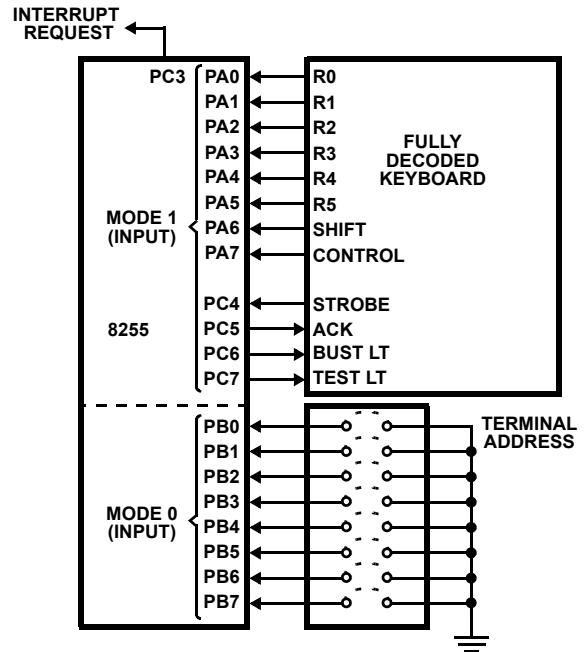 INTERRUPT
REQUEST
PC3 PA0 R0
PA1 R1
PA2 R2
PA3 R3
PA4 R4
PA5 R5
PA6 SHIFT
PA7 CONTROL
FULLY
DECODED
KEYBOARD
MODE 1
(INPUT)
PC4 STROBE
8255 PC5 ACK
PC6 BUST LT
PC7 TEST LT
PB0
PB1
PB2
PB3
PB4
PB5
PB6
PB7
MODE 0
(INPUT)
TERMINAL
ADDRESS